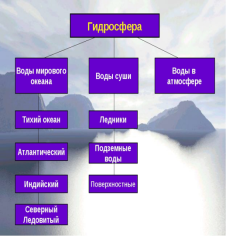 Гидросфера
Воды мирового
океана
Воды суши
Воды в
атмосфере
Тихий океан
Ледники
Атлантический
Подземные
воды
Индийский
Поверхностные
Северный
Ледовитый